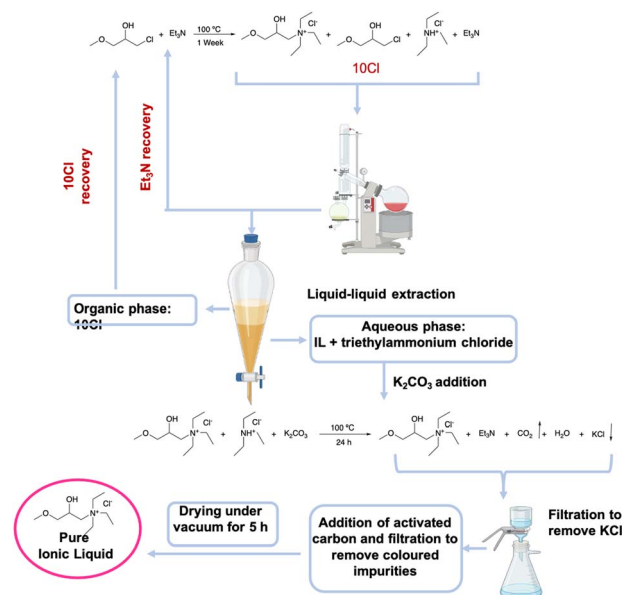 OH
O
Cl
+
Et₃N
100 ºC
1 Week
OH
Cl⁻
O
N⁺
+
OH
O
Cl
+
Cl⁻
NH⁺
+
Et₃N
10Cl
10Cl
recovery
Et₃N recovery
Liquid-liquid extraction
Organic phase:
10Cl
Aqueous phase:
IL + triethylammonium chloride
K₂CO₃ addition
OH
Cl⁻
O
N⁺
+
Cl⁻
NH⁺
+
K₂CO₃
100 ºC
24 h
OH
Cl⁻
O
N⁺
+
Et₃N
+
CO₂
+
H₂O
+
KCl
OH
Cl⁻
O
N⁺
Pure
Ionic Liquid
Drying under
vacuum for 5 h
Addition of activated
carbon and filtration to
remove coloured
impurities
Filtration to
remove KCl